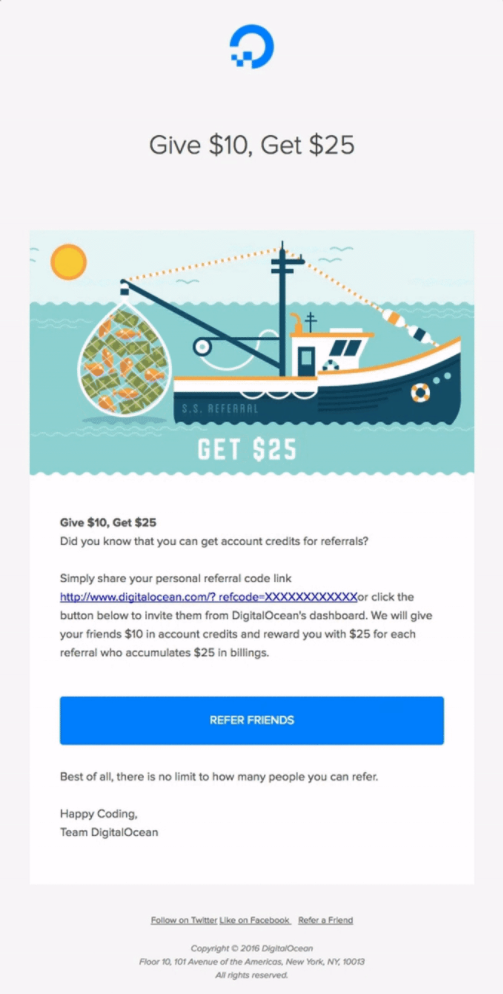 Give $10, Get $25
S.S. REFERRAL
GET $25
Give $10, Get $25
Did you know that you can get account credits for referrals?
Simply share your personal referral code link
http://www.digitalocean.com/? refcode=XXXXXXXXXXXXor click the
button below to invite them from DigitalOcean's dashboard. We will give
your friends $10 in account credits and reward you with $25 for each
referral who accumulates $25 in billings.
REFER FRIENDS
Best of all, there is no limit to how many people you can refer.
Happy Coding,
Team DigitalOcean
Follow on Twitter Like on Facebook Refer a Friend
Copyright © 2016 DigitalOcean
Floor 10, 101 Avenue of the Americas, New York, NY, 10013
All rights reserved.